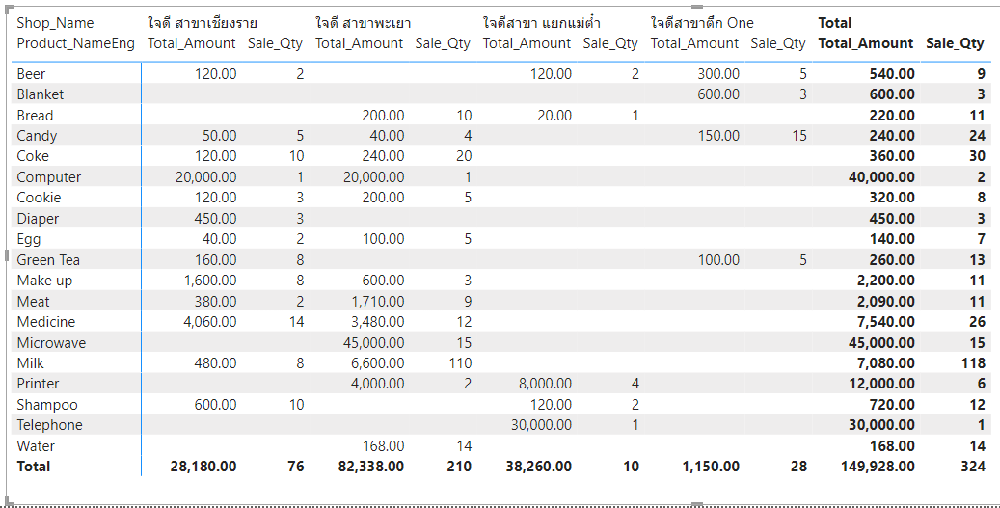 Shop_Name ใจดี สาขาเชียงราย ใจดี สาขาพะเยา ใจดีสาขา แยกแม่ต๋ำ ใจดีสาขาตึก One Total
Product_NameEng Total_Amount Sale_Qty Total_Amount Sale_Qty Total_Amount Sale_Qty Total_Amount Sale_Qty Total_Amount Sale_Qty
Beer 120.00 2 120.00 2 300.00 5 540.00 9
Blanket 600.00 3 600.00 3
Bread 200.00 10 20.00 1 220.00 11
Candy 50.00 5 40.00 4 150.00 15 240.00 24
Coke 120.00 10 240.00 20 360.00 30
Computer 20,000.00 1 20,000.00 1 40,000.00 2
Cookie 120.00 3 200.00 5 320.00 8
Diaper 450.00 3 450.00 3
Egg 40.00 2 100.00 5 140.00 7
Green Tea 160.00 8 100.00 5 260.00 13
Make up 1,600.00 8 600.00 3 2,200.00 11
Meat 380.00 2 1,710.00 9 2,090.00 11
Medicine 4,060.00 14 3,480.00 12 7,540.00 26
Microwave 45,000.00 15 45,000.00 15
Milk 480.00 8 6,600.00 110 7,080.00 118
Printer 4,000.00 2 8,000.00 4 12,000.00 6
Shampoo 600.00 10 120.00 2 720.00 12
Telephone 30,000.00 1 30,000.00 1
Water 168.00 14 168.00 14
Total 28,180.00 76 82,338.00 210 38,260.00 10 1,150.00 28 149,928.00 324